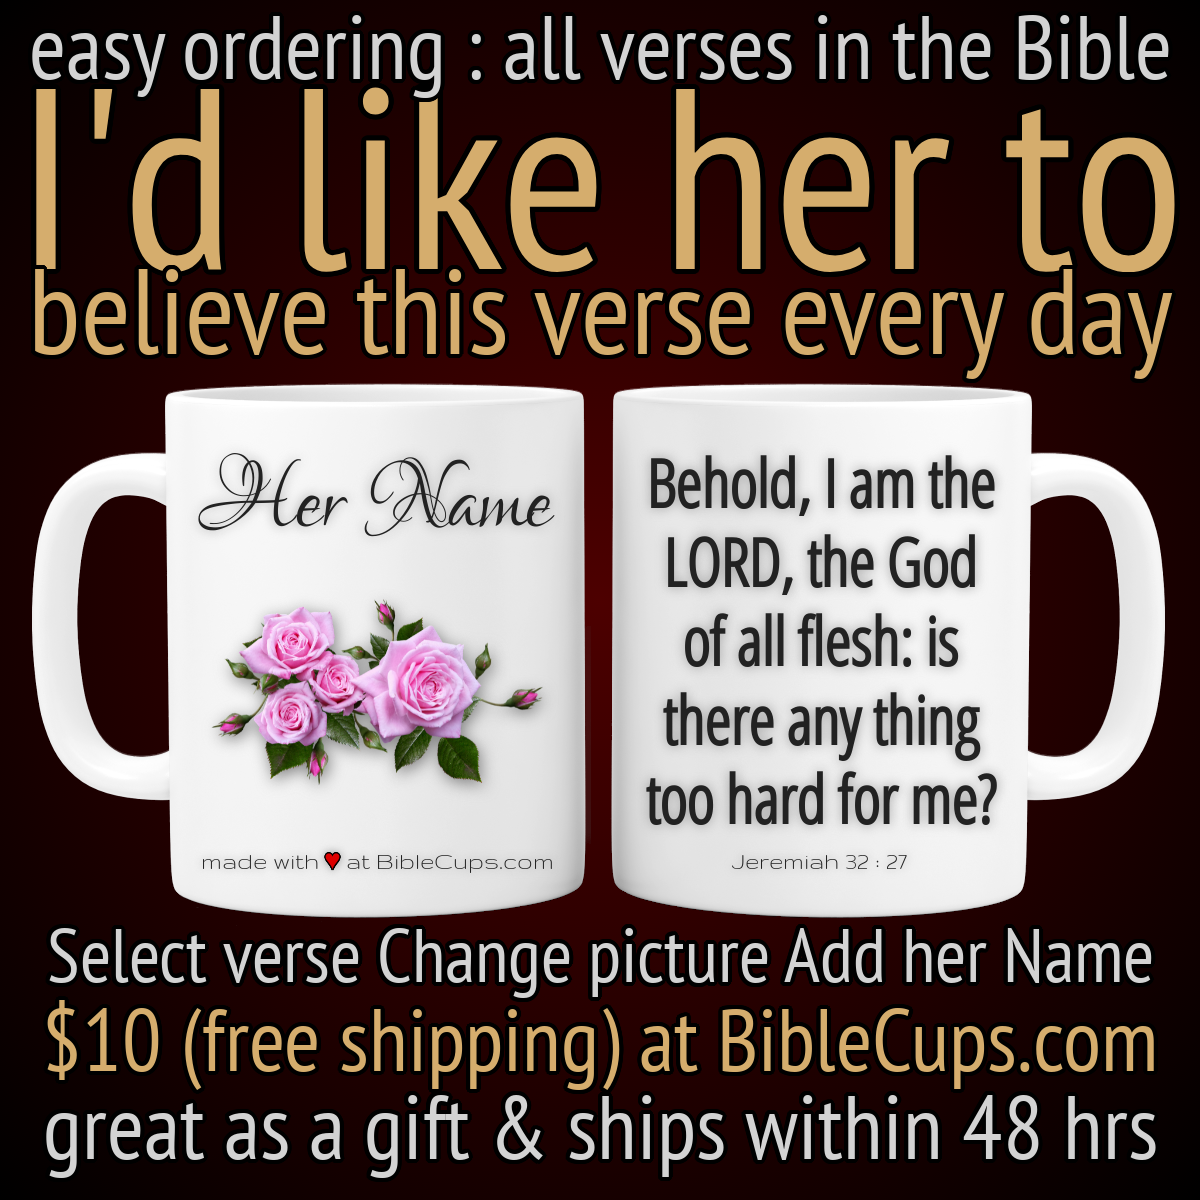 easy ordering : all verses in the Bible
I'd like her to
believe this verse every day
Her Name
made with ❤ at BibleCups.com
Behold, I am the
LORD, the God
of all flesh: is
there any thing
too hard for me?
Jeremiah 32 : 27
Select verse Change picture Add her Name
$10 (free shipping) at BibleCups.com
great as a gift & ships within 48 hrs